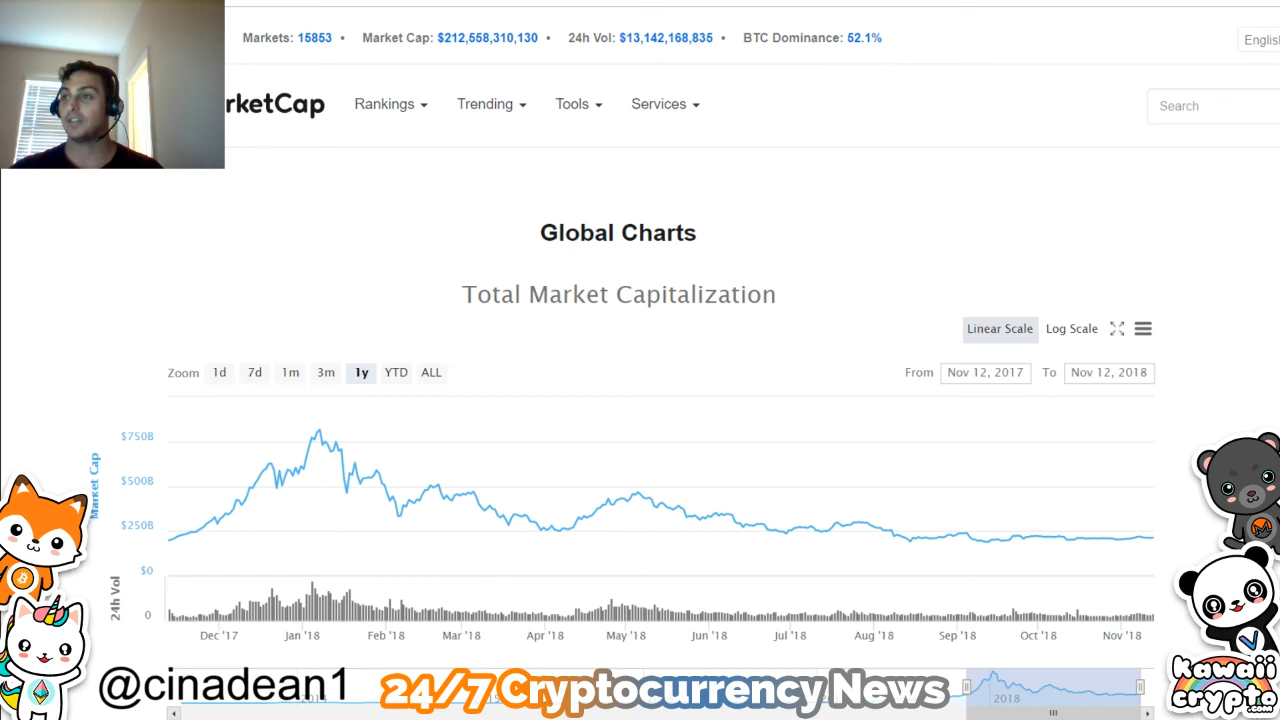 Markets: 15853 • Market Cap: $212,558,310,130 • 24h Vol: $13,142,168,835 • BTC Dominance: 52.1%
English
rketCap Rankings Trending Tools Services
Search
Global Charts
Total Market Capitalization
Linear Scale Log Scale
Zoom 1d 7d 1m 3m 1y YTD ALL From Nov 12, 2017 To Nov 12, 2018
$750B
$500B
$250B
$0
Market Cap
24h Vol
0
Dec '17 Jan '18 Feb '18 Mar '18 Apr '18 May '18 Jun '18 Jul '18 Aug '18 Sep '18 Oct '18 Nov '18
2018
@cinadean1
24/7 Cryptocurrency News
kawaii
crypto
.com